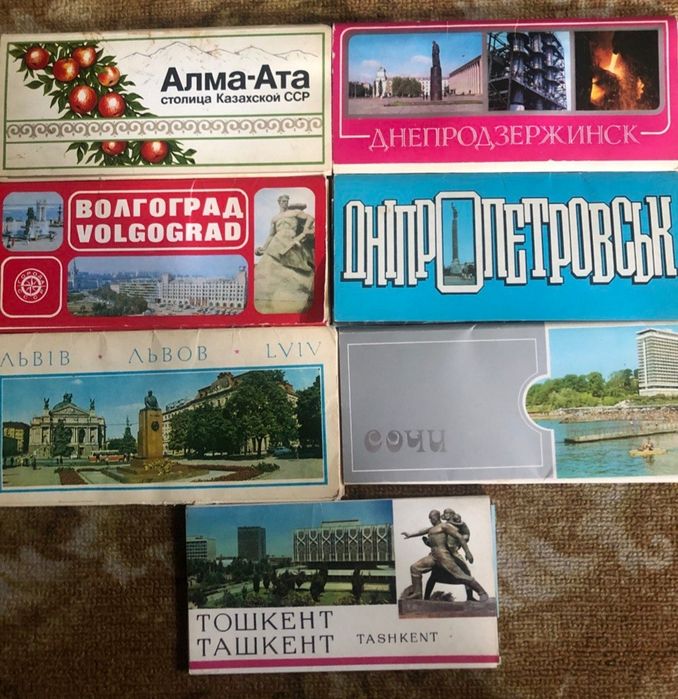 Алма-Ата
столица Казахской ССР
ДНЕПРОДЗЕРЖИНСК
ВОЛГОГРАД
VOLGOGRAD
ДНІПРОПЕТРОВСЬК
ЛЬВІВ * ЛЬВОВ * LVIV
СОЧИ
ТОШКЕНТ
ТАШКЕНТ TASHKENT